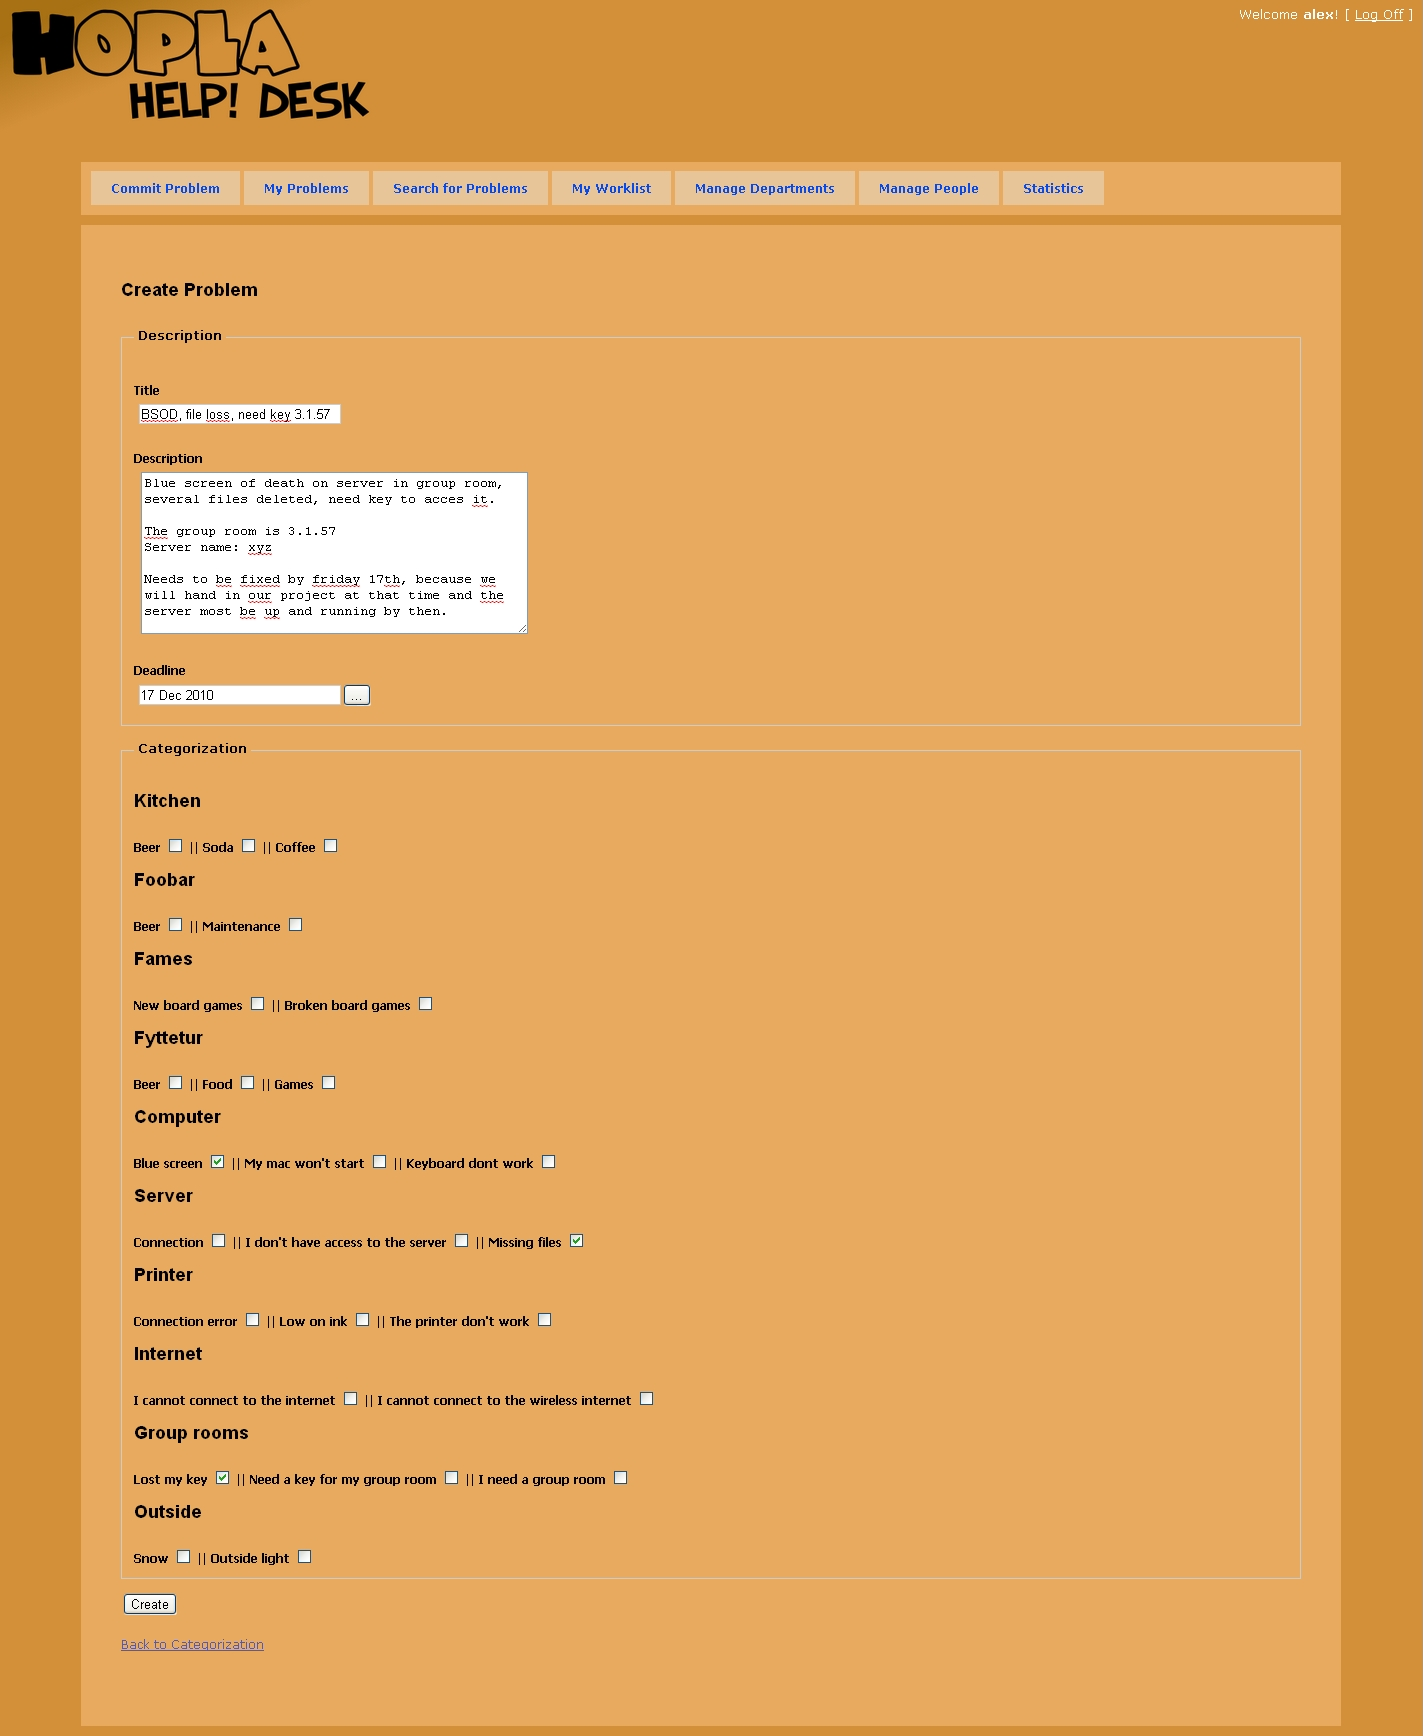 HOPLA
HELP! DESK
Welcome alex! [ Log Off ]
Commit Problem My Problems Search for Problems My Worklist Manage Departments Manage People Statistics
Create Problem
Description
Title
BSOD, file loss, need key 3.1.57
Description
Blue screen of death on server in group room,
several files deleted, need key to acces it.
The group room is 3.1.57
Server name: xyz
Needs to be fixed by friday 17th, because we
will hand in our project at that time and the
server most be up and running by then.
Deadline
17 Dec 2010 ...
Categorization
Kitchen
Beer || Soda || Coffee
Foobar
Beer || Maintenance
Fames
New board games || Broken board games
Fyttetur
Beer || Food || Games
Computer
Blue screen || My mac won't start || Keyboard dont work
Server
Connection || I don't have access to the server || Missing files
Printer
Connection error || Low on ink || The printer don't work
Internet
I cannot connect to the internet || I cannot connect to the wireless internet
Group rooms
Lost my key || Need a key for my group room || I need a group room
Outside
Snow || Outside light
Create
Back to Categorization